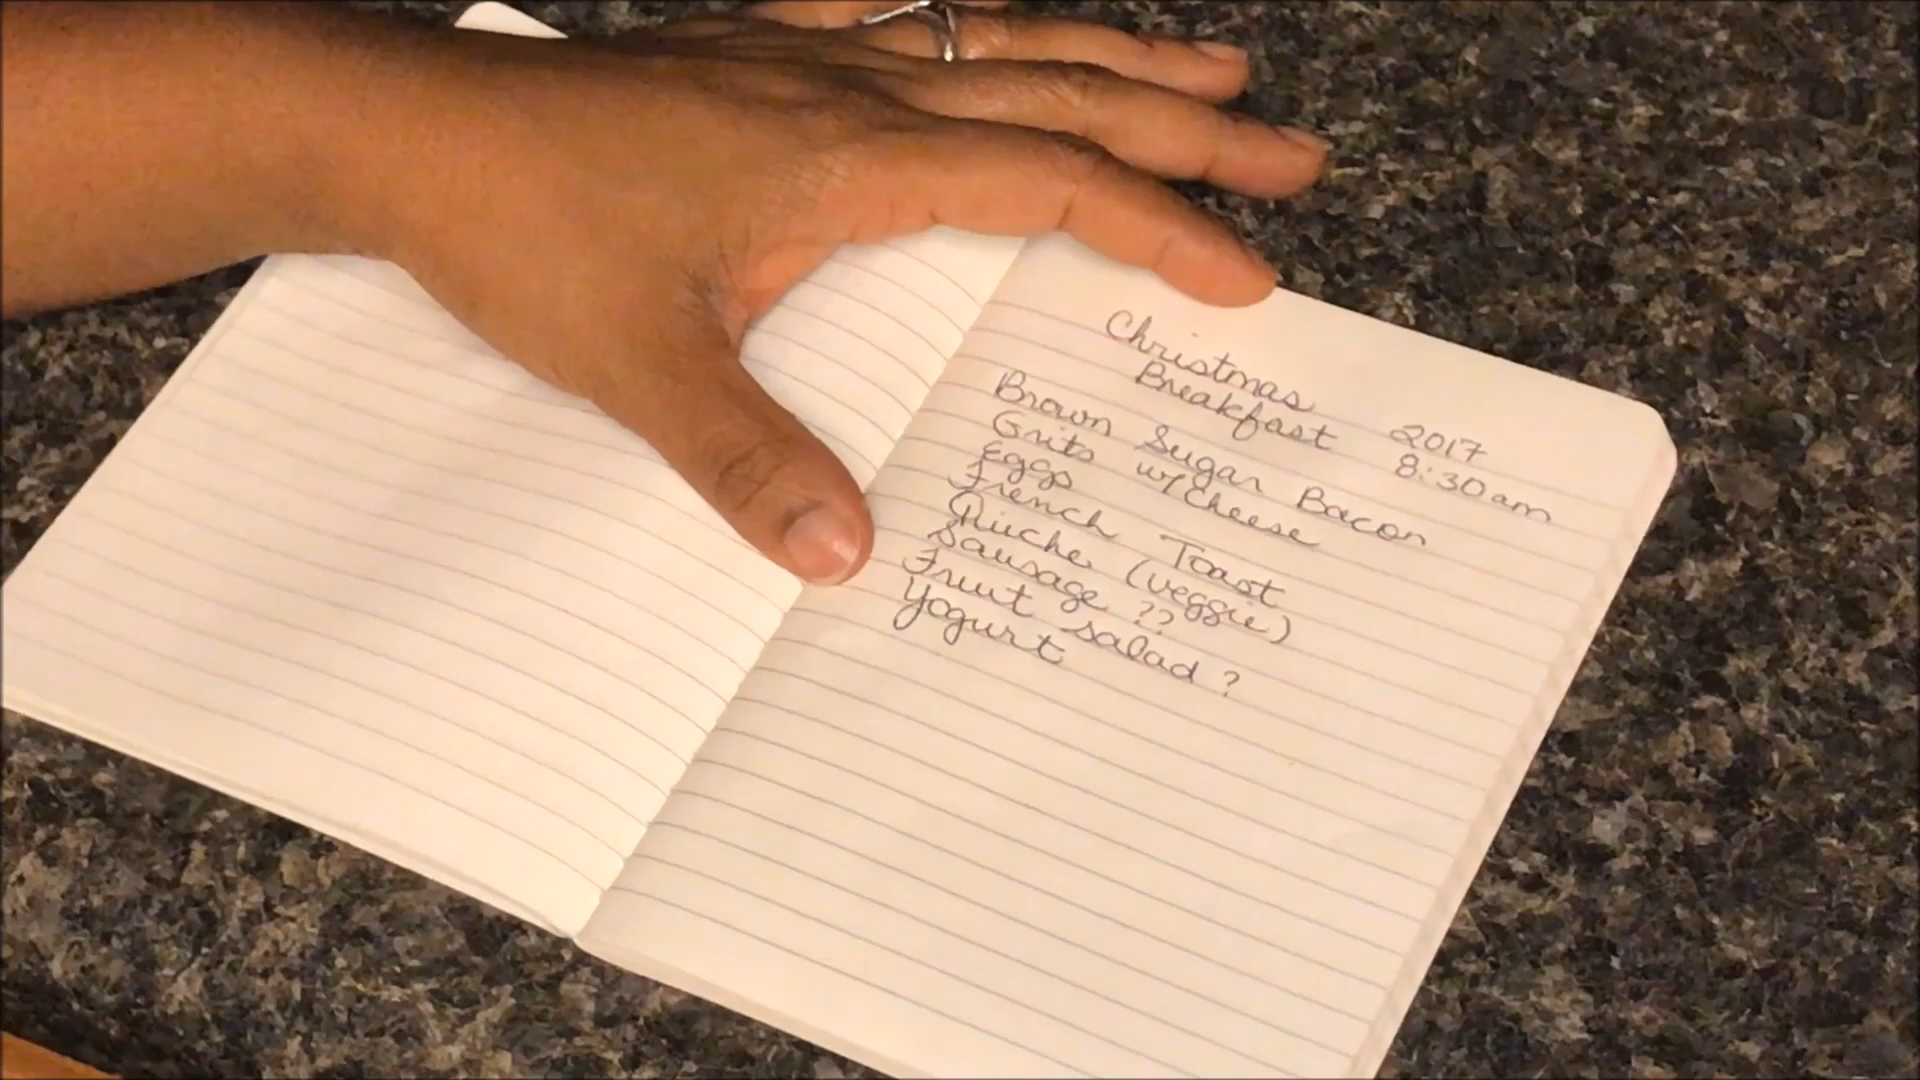 Christmas
Breakfast 2017
8:30am
Brown Sugar Bacon
Grits w/Cheese
Eggs
French Toast
Quiche (veggie)
Sausage ??
Fruit salad ?
Yogurt